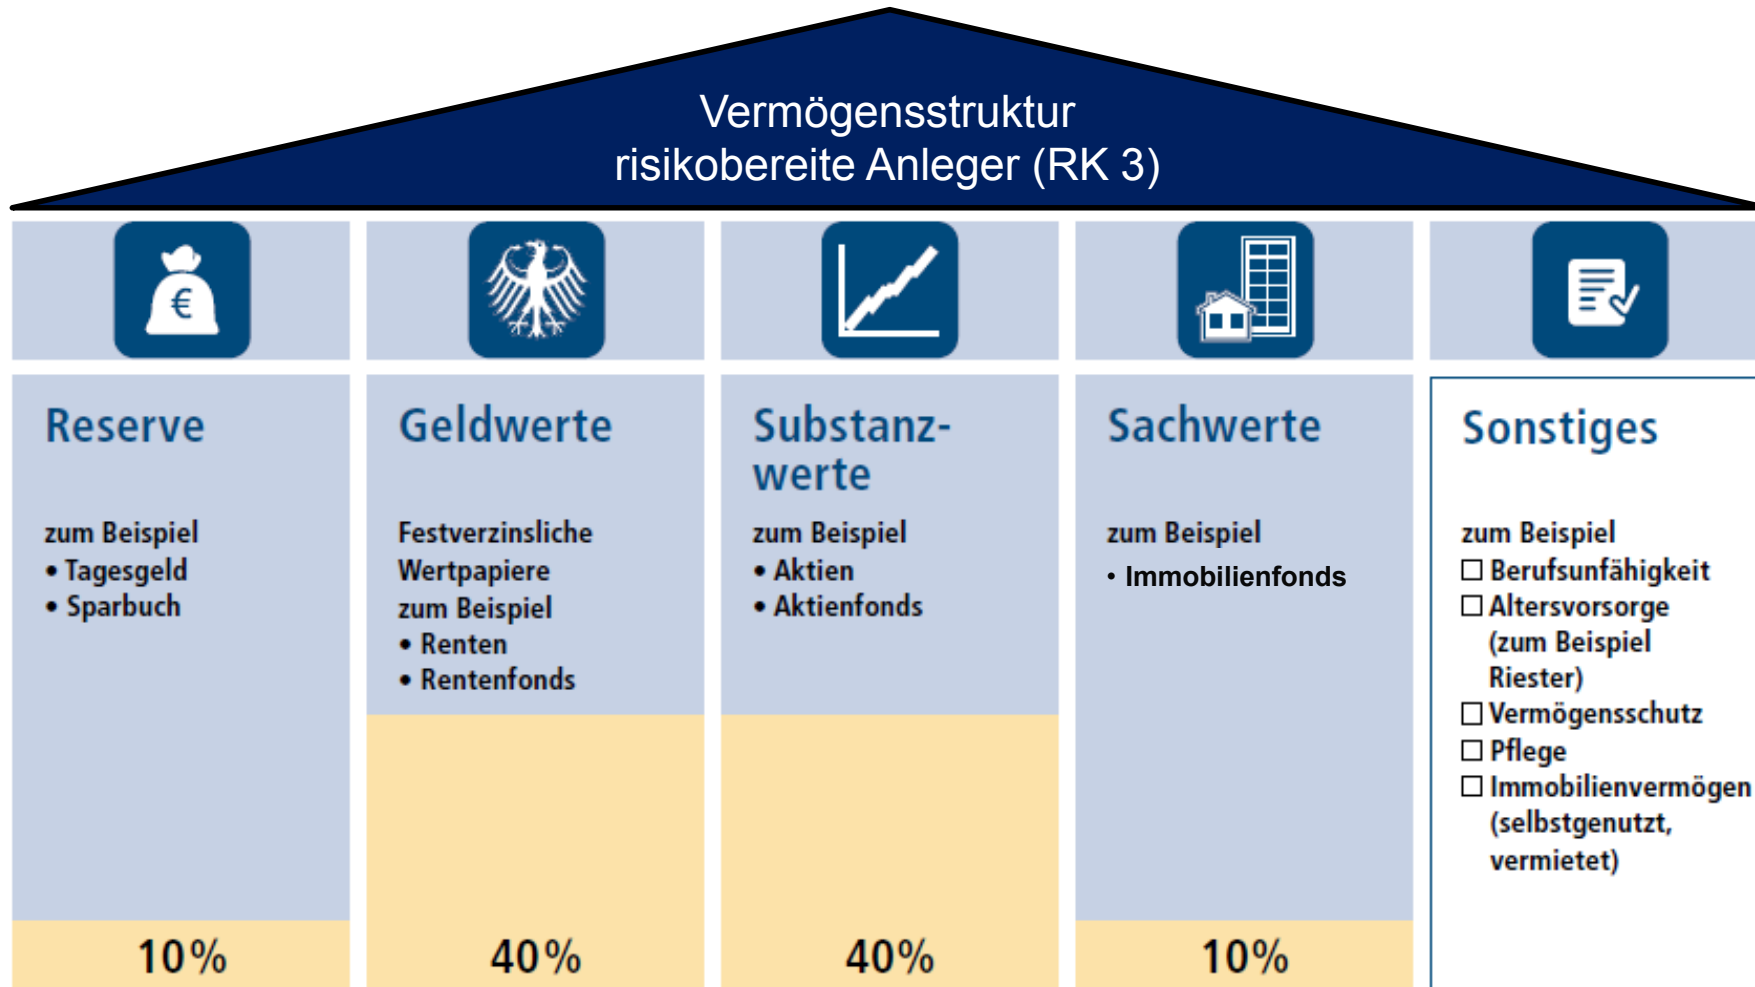 Vermögensstruktur
risikobereite Anleger (RK 3)
€
Reserve
zum Beispiel
• Tagesgeld
• Sparbuch
10%
Geldwerte
Festverzinsliche
Wertpapiere
zum Beispiel
• Renten
• Rentenfonds
40%
Substanz-
werte
zum Beispiel
• Aktien
• Aktienfonds
40%
Sachwerte
zum Beispiel
• Immobilienfonds
10%
Sonstiges
zum Beispiel
☐ Berufsunfähigkeit
☐ Altersvorsorge
(zum Beispiel
Riester)
☐ Vermögensschutz
☐ Pflege
☐ Immobilienvermögen
(selbstgenutzt,
vermietet)